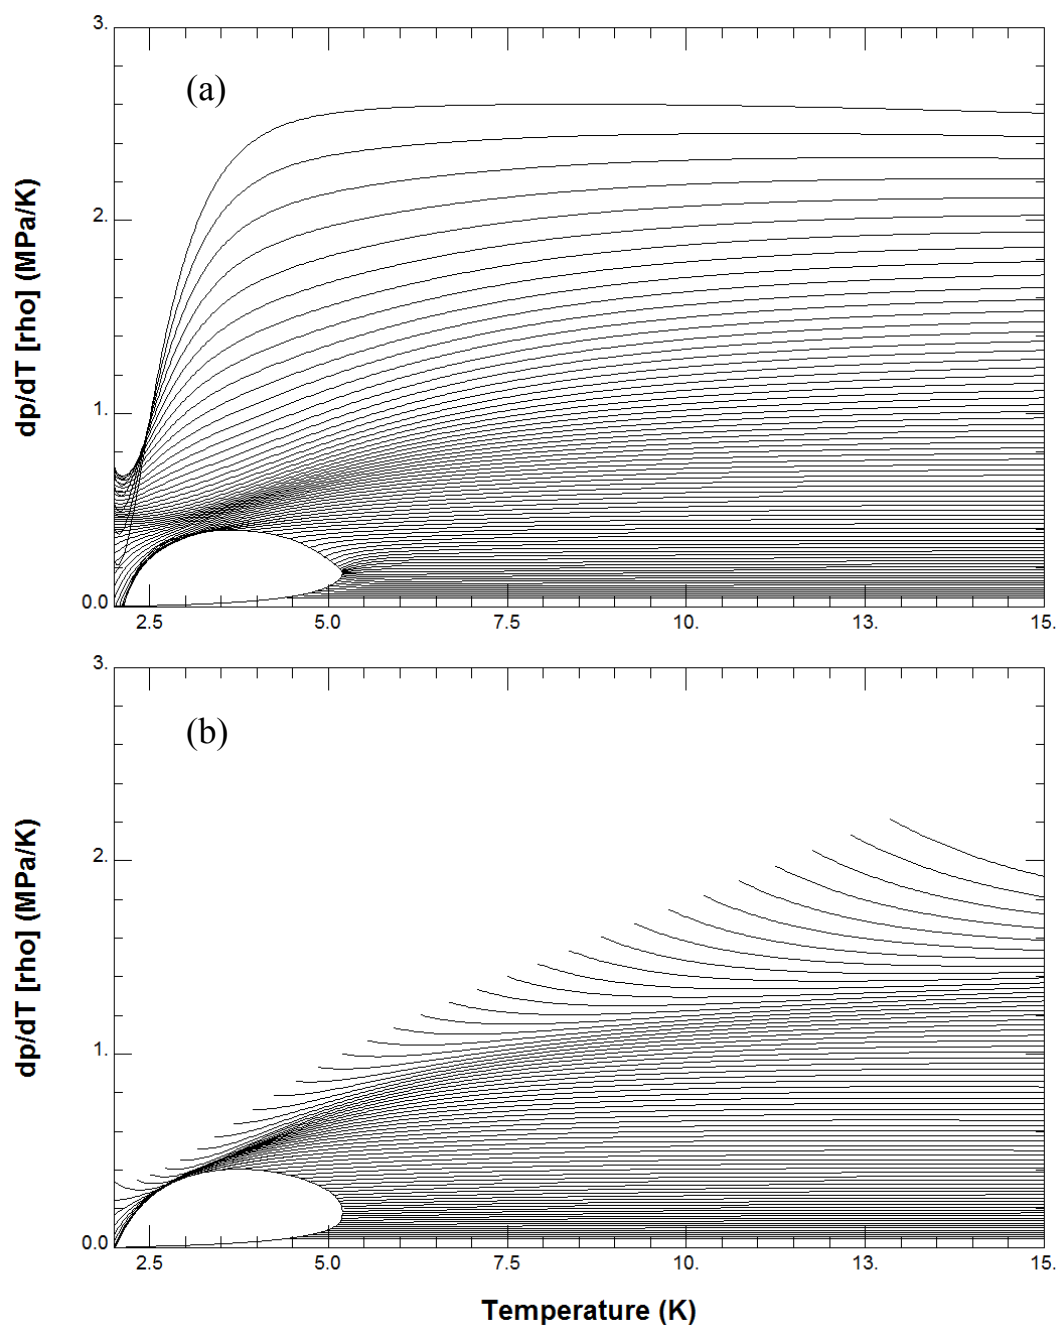 3.
(a)
dp/dT [rho] (MPa/K)
2.
1.
0.0
2.5 5.0 7.5 10. 13. 15.
3.
(b)
dp/dT [rho] (MPa/K)
2.
1.
0.0
2.5 5.0 7.5 10. 13. 15.
Temperature (K)